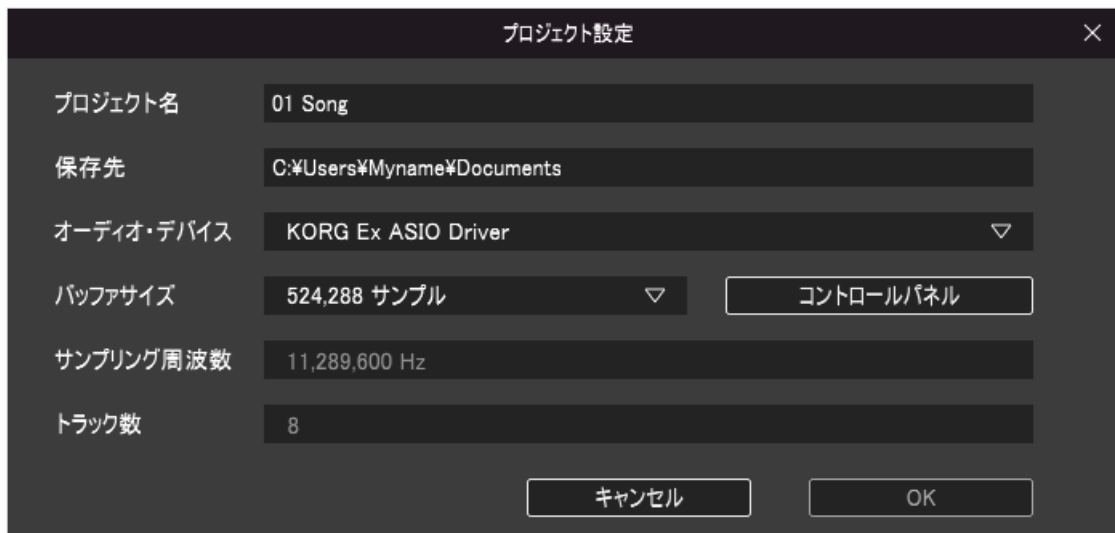 プロジェクト設定
プロジェクト名 01 Song
保存先 C:¥Users¥Myname¥Documents
オーディオ・デバイス KORG Ex ASIO Driver
バッファサイズ 524,288 サンプル コントロールパネル
サンプリング周波数 11,289,600 Hz
トラック数 8
キャンセル OK